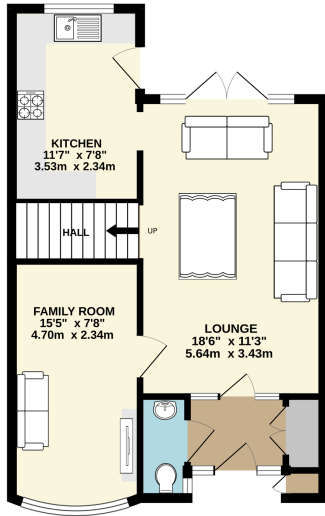 KITCHEN
11'7" x 7'8"
3.53m x 2.34m
HALL
UP
FAMILY ROOM
15'5" x 7'8"
4.70m x 2.34m
LOUNGE
18'6" x 11'3"
5.64m x 3.43m